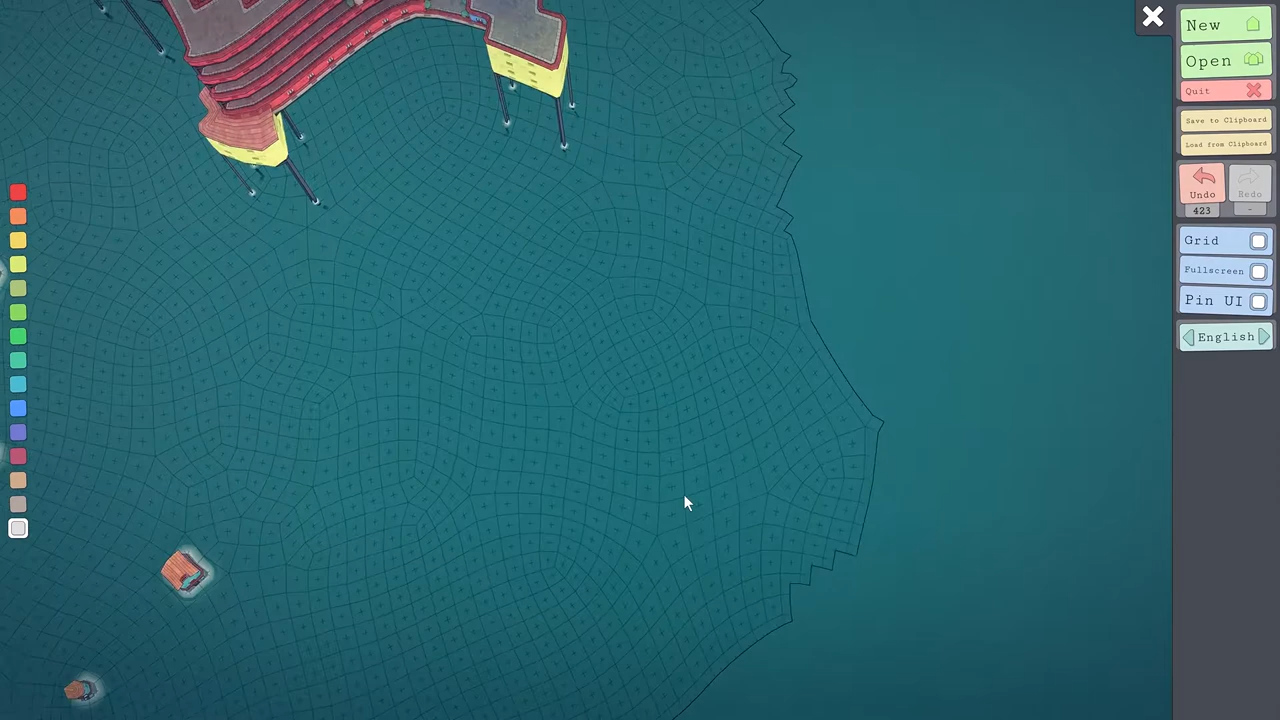 New
Open
Quit
Save to Clipboard
Load from Clipboard
Undo
Redo
423
-
Grid
Fullscreen
Pin UI
English